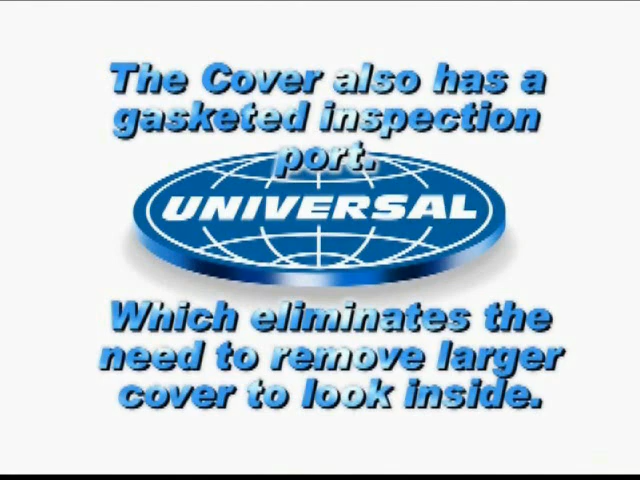 The Cover also has a
gasketed inspection
port.
UNIVERSAL
Which eliminates the
need to remove larger
cover to look inside.